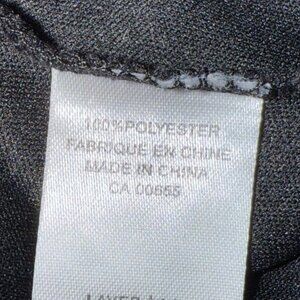 100%POLYESTER
FABRIQUE EN CHINE
MADE IN CHINA
CA 00655